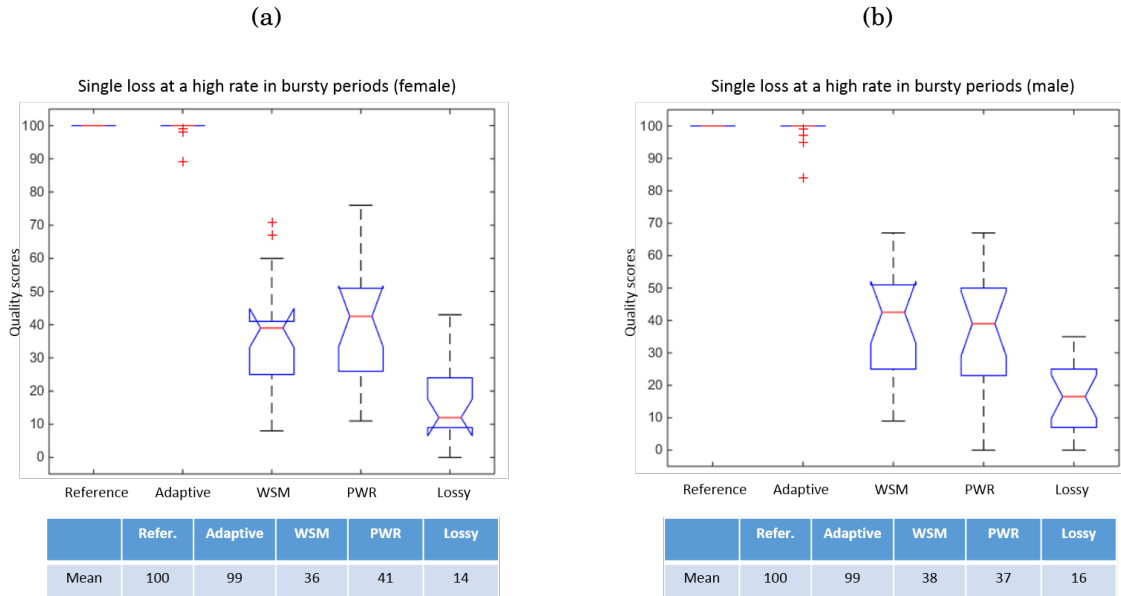 (a)
Single loss at a high rate in bursty periods (female)
Quality scores
100
90
80
70
60
50
40
30
20
10
0
Reference Adaptive WSM PWR Lossy
Refer. Adaptive WSM PWR Lossy
Mean 100 99 36 41 14
(b)
Single loss at a high rate in bursty periods (male)
Quality scores
100
90
80
70
60
50
40
30
20
10
0
Reference Adaptive WSM PWR Lossy
Refer. Adaptive WSM PWR Lossy
Mean 100 99 38 37 16